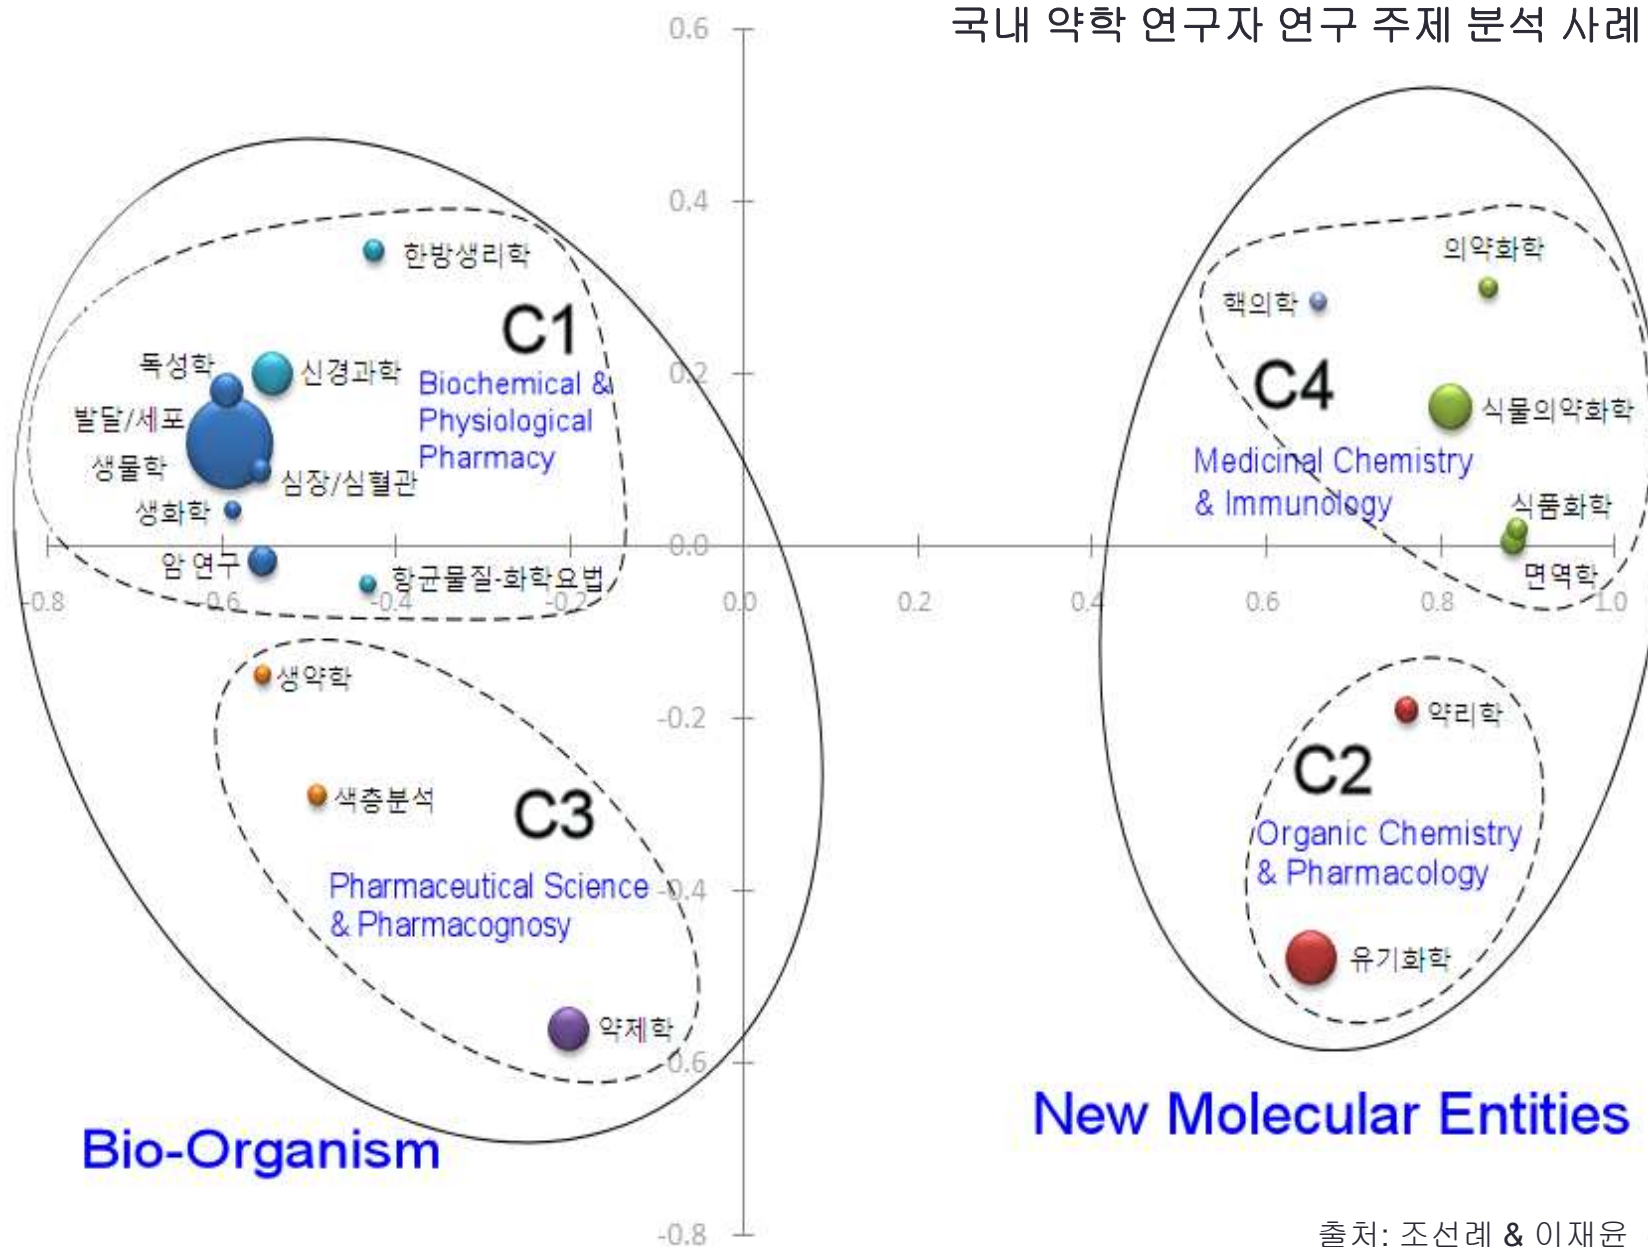 국내 약학 연구자 연구 주제 분석 사례
0.6
0.4
한방생리학
C1
독성학
신경과학
0.2
Biochemical &
Physiological
Pharmacy
발달/세포
생물학
심장/심혈관
생화학
0.0
암 연구
항균물질-화학요법
-0.8
-0.6
-0.4
-0.2
0.0
0.2
0.4
0.6
0.8
1.0
의약화학
핵의학
C4
식물의약화학
Medicinal Chemistry
& Immunology
식품화학
면역학
생약학
-0.2
색층분석
C3
Pharmaceutical Science
& Pharmacognosy
-0.4
약제학
-0.6
약리학
C2
Organic Chemistry
& Pharmacology
유기화학
Bio-Organism
New Molecular Entities
-0.8
출처: 조선례 & 이재윤